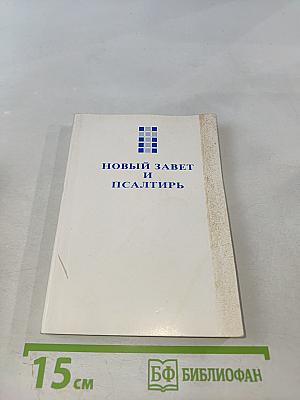 НОВЫЙ ЗАВЕТ
И
ПСАЛТИРЬ
15 см
БФ БИБЛИОФАН